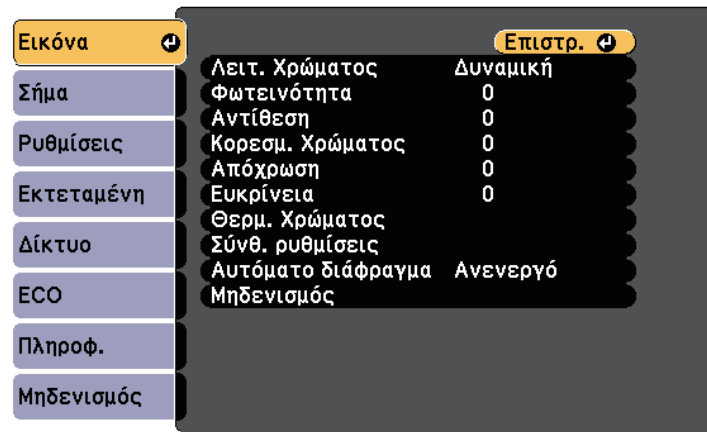 Εικόνα
Σήμα
Ρυθμίσεις
Εκτεταμένη
Δίκτυο
ECO
Πληροφ.
Μηδενισμός
Επιστρ.
Λειτ. Χρώματος Δυναμική
Φωτεινότητα 0
Αντίθεση 0
Κορεσμ. Χρώματος 0
Απόχρωση 0
Ευκρίνεια 0
Θερμ. Χρώματος
Σύνθ. ρυθμίσεις
Αυτόματο διάφραγμα Ανενεργό
Μηδενισμός